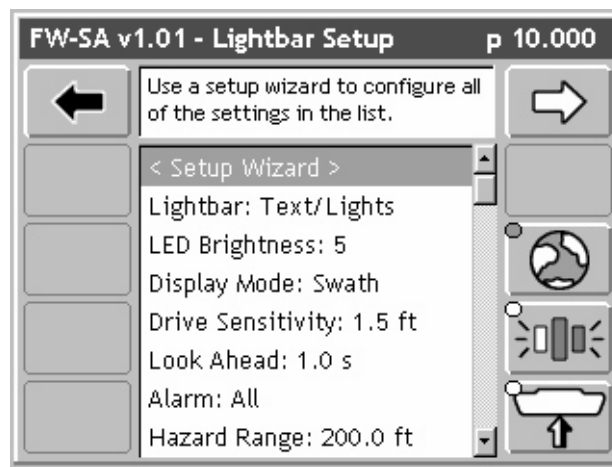 FW-SA v1.01 - Lightbar Setup p 10.000
Use a setup wizard to configure all
of the settings in the list.
< Setup Wizard >
Lightbar: Text/Lights
LED Brightness: 5
Display Mode: Swath
Drive Sensitivity: 1.5 ft
Look Ahead: 1.0 s
Alarm: All
Hazard Range: 200.0 ft